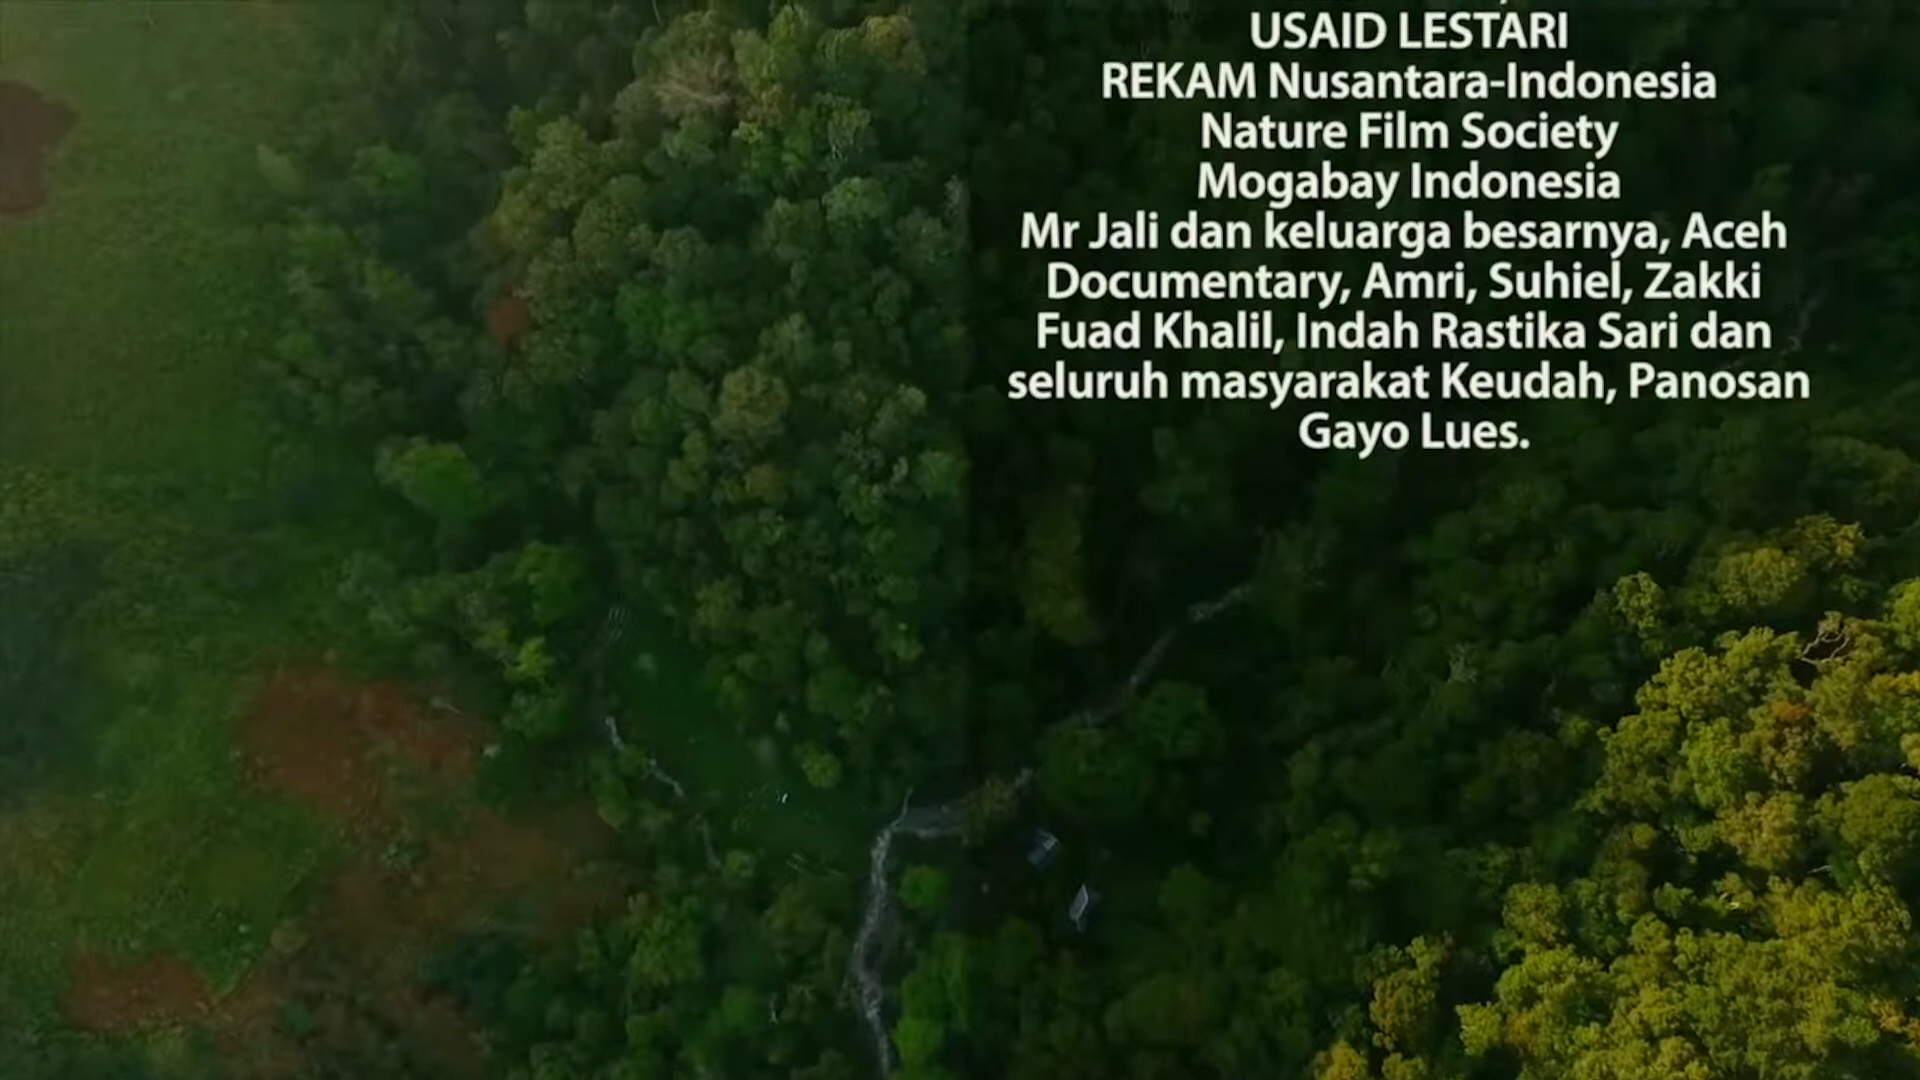 USAID LESTARI
REKAM Nusantara-Indonesia
Nature Film Society
Mogabay Indonesia
Mr Jali dan keluarga besarnya, Aceh
Documentary, Amri, Suhiel, Zakki
Fuad Khalil, Indah Rastika Sari dan
seluruh masyarakat Keudah, Panosan
Gayo Lues.